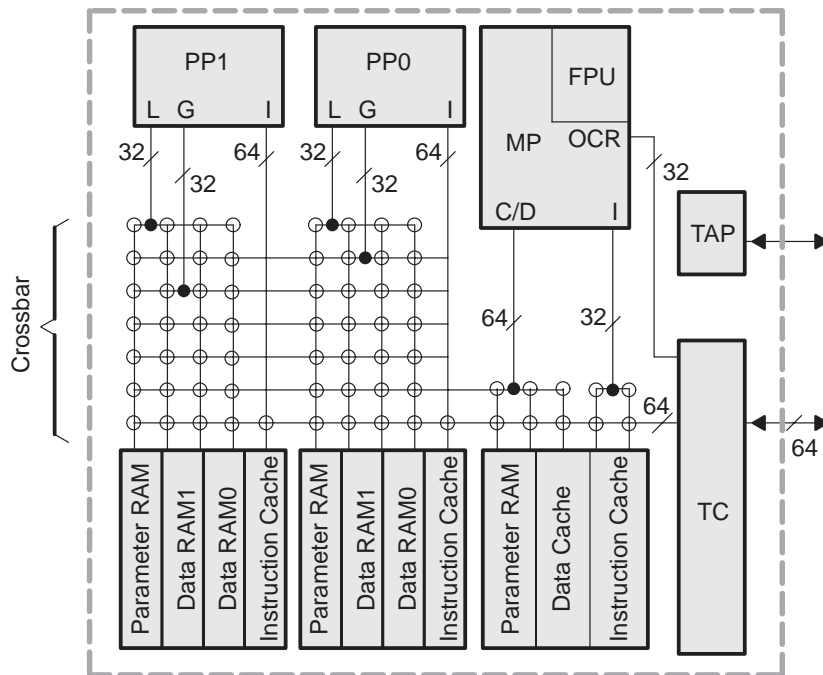 PP1
L G I
PP0
L G I
FPU
MP
OCR
C/D I
TAP
TC
32
32
64
32
32
64
32
64
32
64
64
Crossbar
Parameter RAM
Data RAM1
Data RAM0
Instruction Cache
Parameter RAM
Data RAM1
Data RAM0
Instruction Cache
Parameter RAM
Data Cache
Instruction Cache